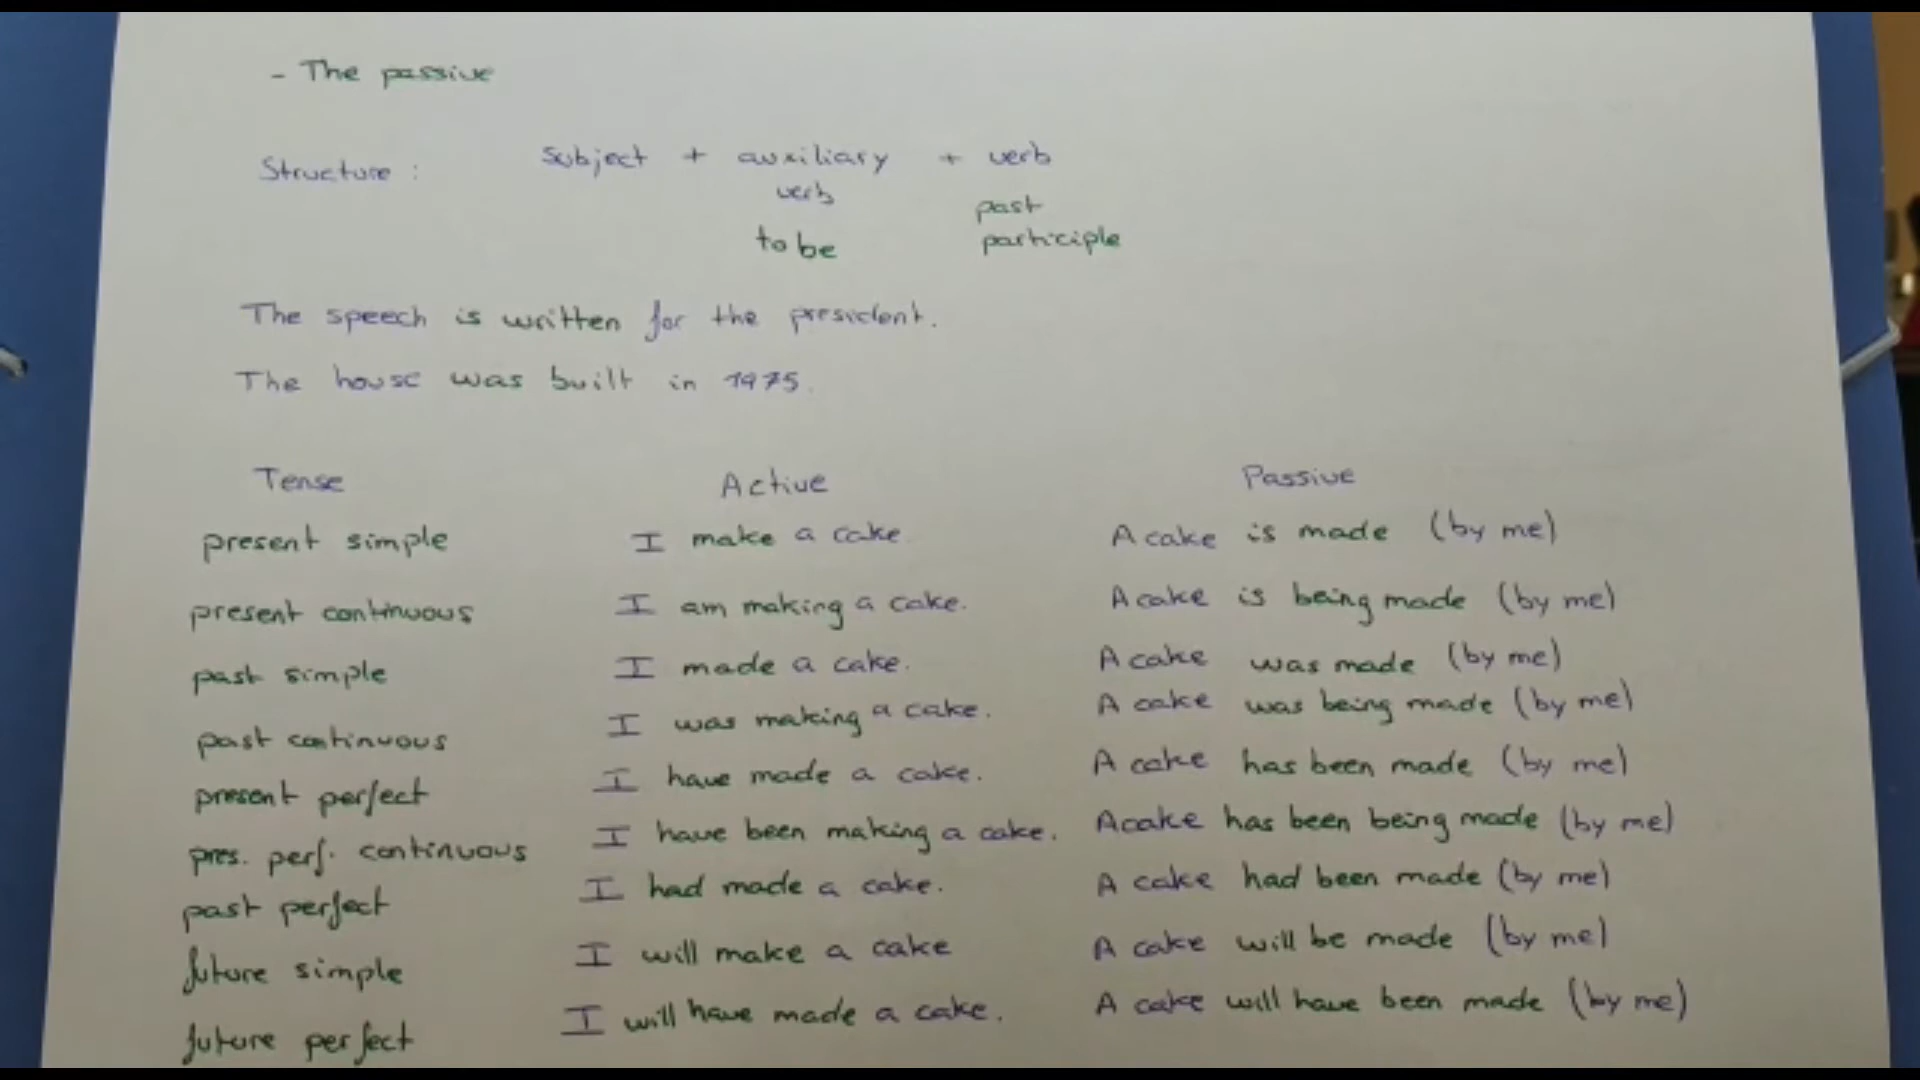 - The passive
Structure : subject + auxiliary + verb
verb past
to be participle
The speech is written for the president.
The house was built in 1975.
Tense Active Passive
present simple I make a cake A cake is made (by me)
present continuous I am making a cake. A cake is being made (by me)
past simple I made a cake. A cake was made (by me)
past continuous I was making a cake. A cake was being made (by me)
present perfect I have made a cake. A cake has been made (by me)
pres. perf. continuous I have been making a cake. A cake has been being made (by me)
past perfect I had made a cake. A cake had been made (by me)
future simple I will make a cake A cake will be made (by me)
future perfect I will have made a cake. A cake will have been made (by me)